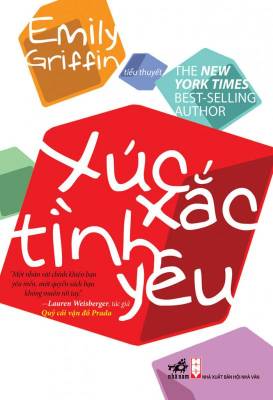 Emily
Griffin
tiểu thuyết
THE NEW
YORK TIMES
BEST-SELLING
AUTHOR
Xúc
xắc
tình
yêu
"Một nhân vật chính khiến bạn
yêu mến, một quyển sách bạn
không muốn rời tay."
—Lauren Weisberger, tác giả
Quỷ cái vận đồ Prada
nhã nam
NHÀ XUẤT BẢN HỘI NHÀ VĂN